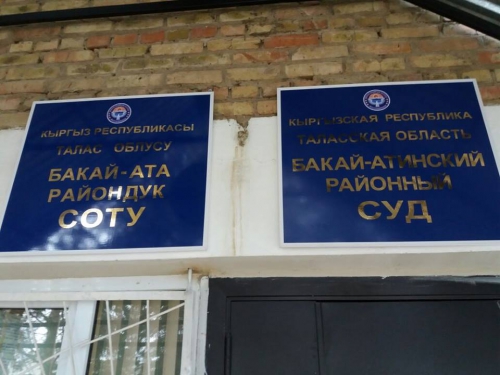 КЫРГЫЗ РЕСПУБЛИКАСЫ
ТАЛАС ОБЛУСУ
БАКАЙ-АТА
РАЙОНДУК
СОТУ
КЫРГЫЗСКАЯ РЕСПУБЛИКА
ТАЛАССКАЯ ОБЛАСТЬ
БАКАЙ-АТИНСКИЙ
РАЙОННЫЙ
СУД